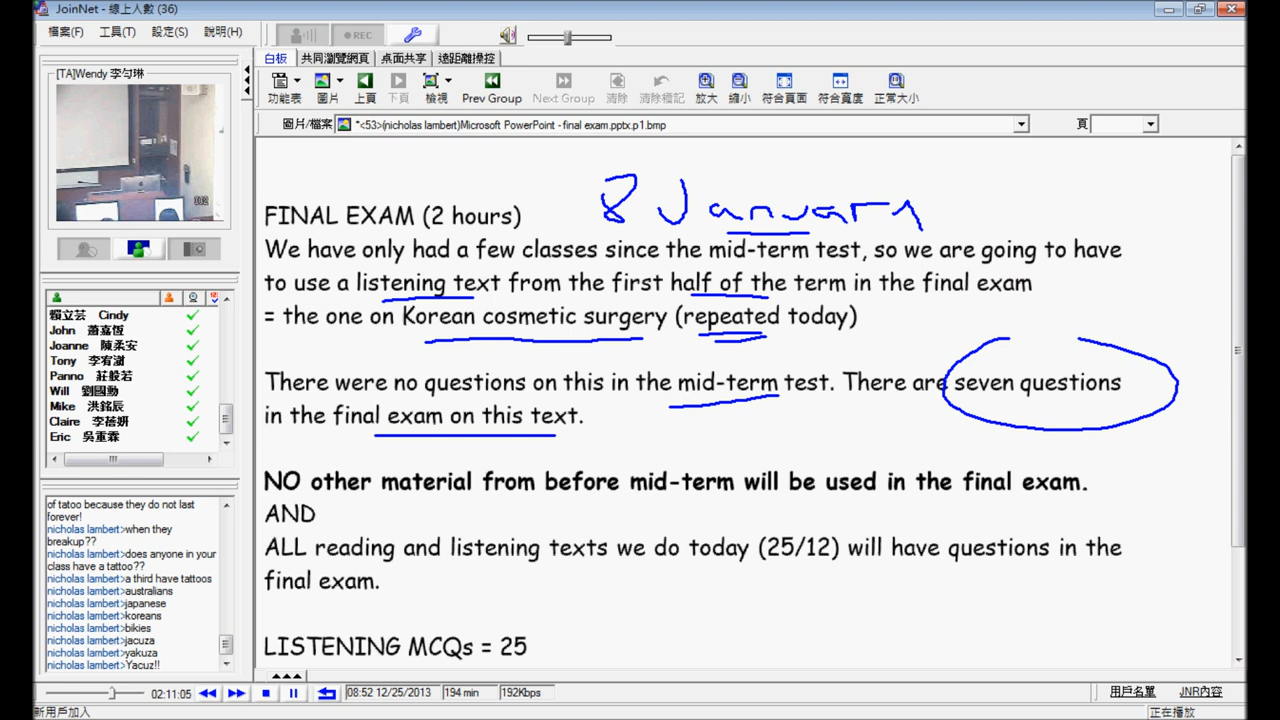 JoinNet - 線上人數 (36)
檔案(F) 工具(T) 設定(S) 說明(H)
REC
[TA]Wendy 李勻琳
白板 共同瀏覽網頁 桌面共享 遠距離操控
功能表 圖片 上頁 下頁 檢視 Prev Group Next Group 清除 清除標記 放大 縮小 符合頁面 符合寬度 正常大小
圖片/檔案 *<53>(nicholas lambert)Microsoft PowerPoint - final exam.pptx.p1.bmp 頁
8 January
FINAL EXAM (2 hours)
We have only had a few classes since the mid-term test, so we are going to have
to use a listening text from the first half of the term in the final exam
= the one on Korean cosmetic surgery (repeated today)
There were no questions on this in the mid-term test. There are seven questions
in the final exam on this text.
NO other material from before mid-term will be used in the final exam.
AND
ALL reading and listening texts we do today (25/12) will have questions in the
final exam.
LISTENING MCQs = 25
賴立芸 Cindy
John 蕭嘉恆
Joanne 陳柔安
Tony 李宥澍
Panno 莊般若
Will 劉國勳
Mike 洪銘辰
Claire 李蓓妍
Eric 吳重霖
of tatoo because they do not last
forever!
nicholas lambert>when they
breakup??
nicholas lambert>does anyone in your
class have a tattoo??
nicholas lambert>a third have tattoos
nicholas lambert>australians
nicholas lambert>japanese
nicholas lambert>koreans
nicholas lambert>bikies
nicholas lambert>jacuza
nicholas lambert>yakuza
nicholas lambert>Yacuz!!
02:11:05 08:52 12/25/2013 194 min 192Kbps 用戶名單 JNR內容
新用戶加入 正在播放